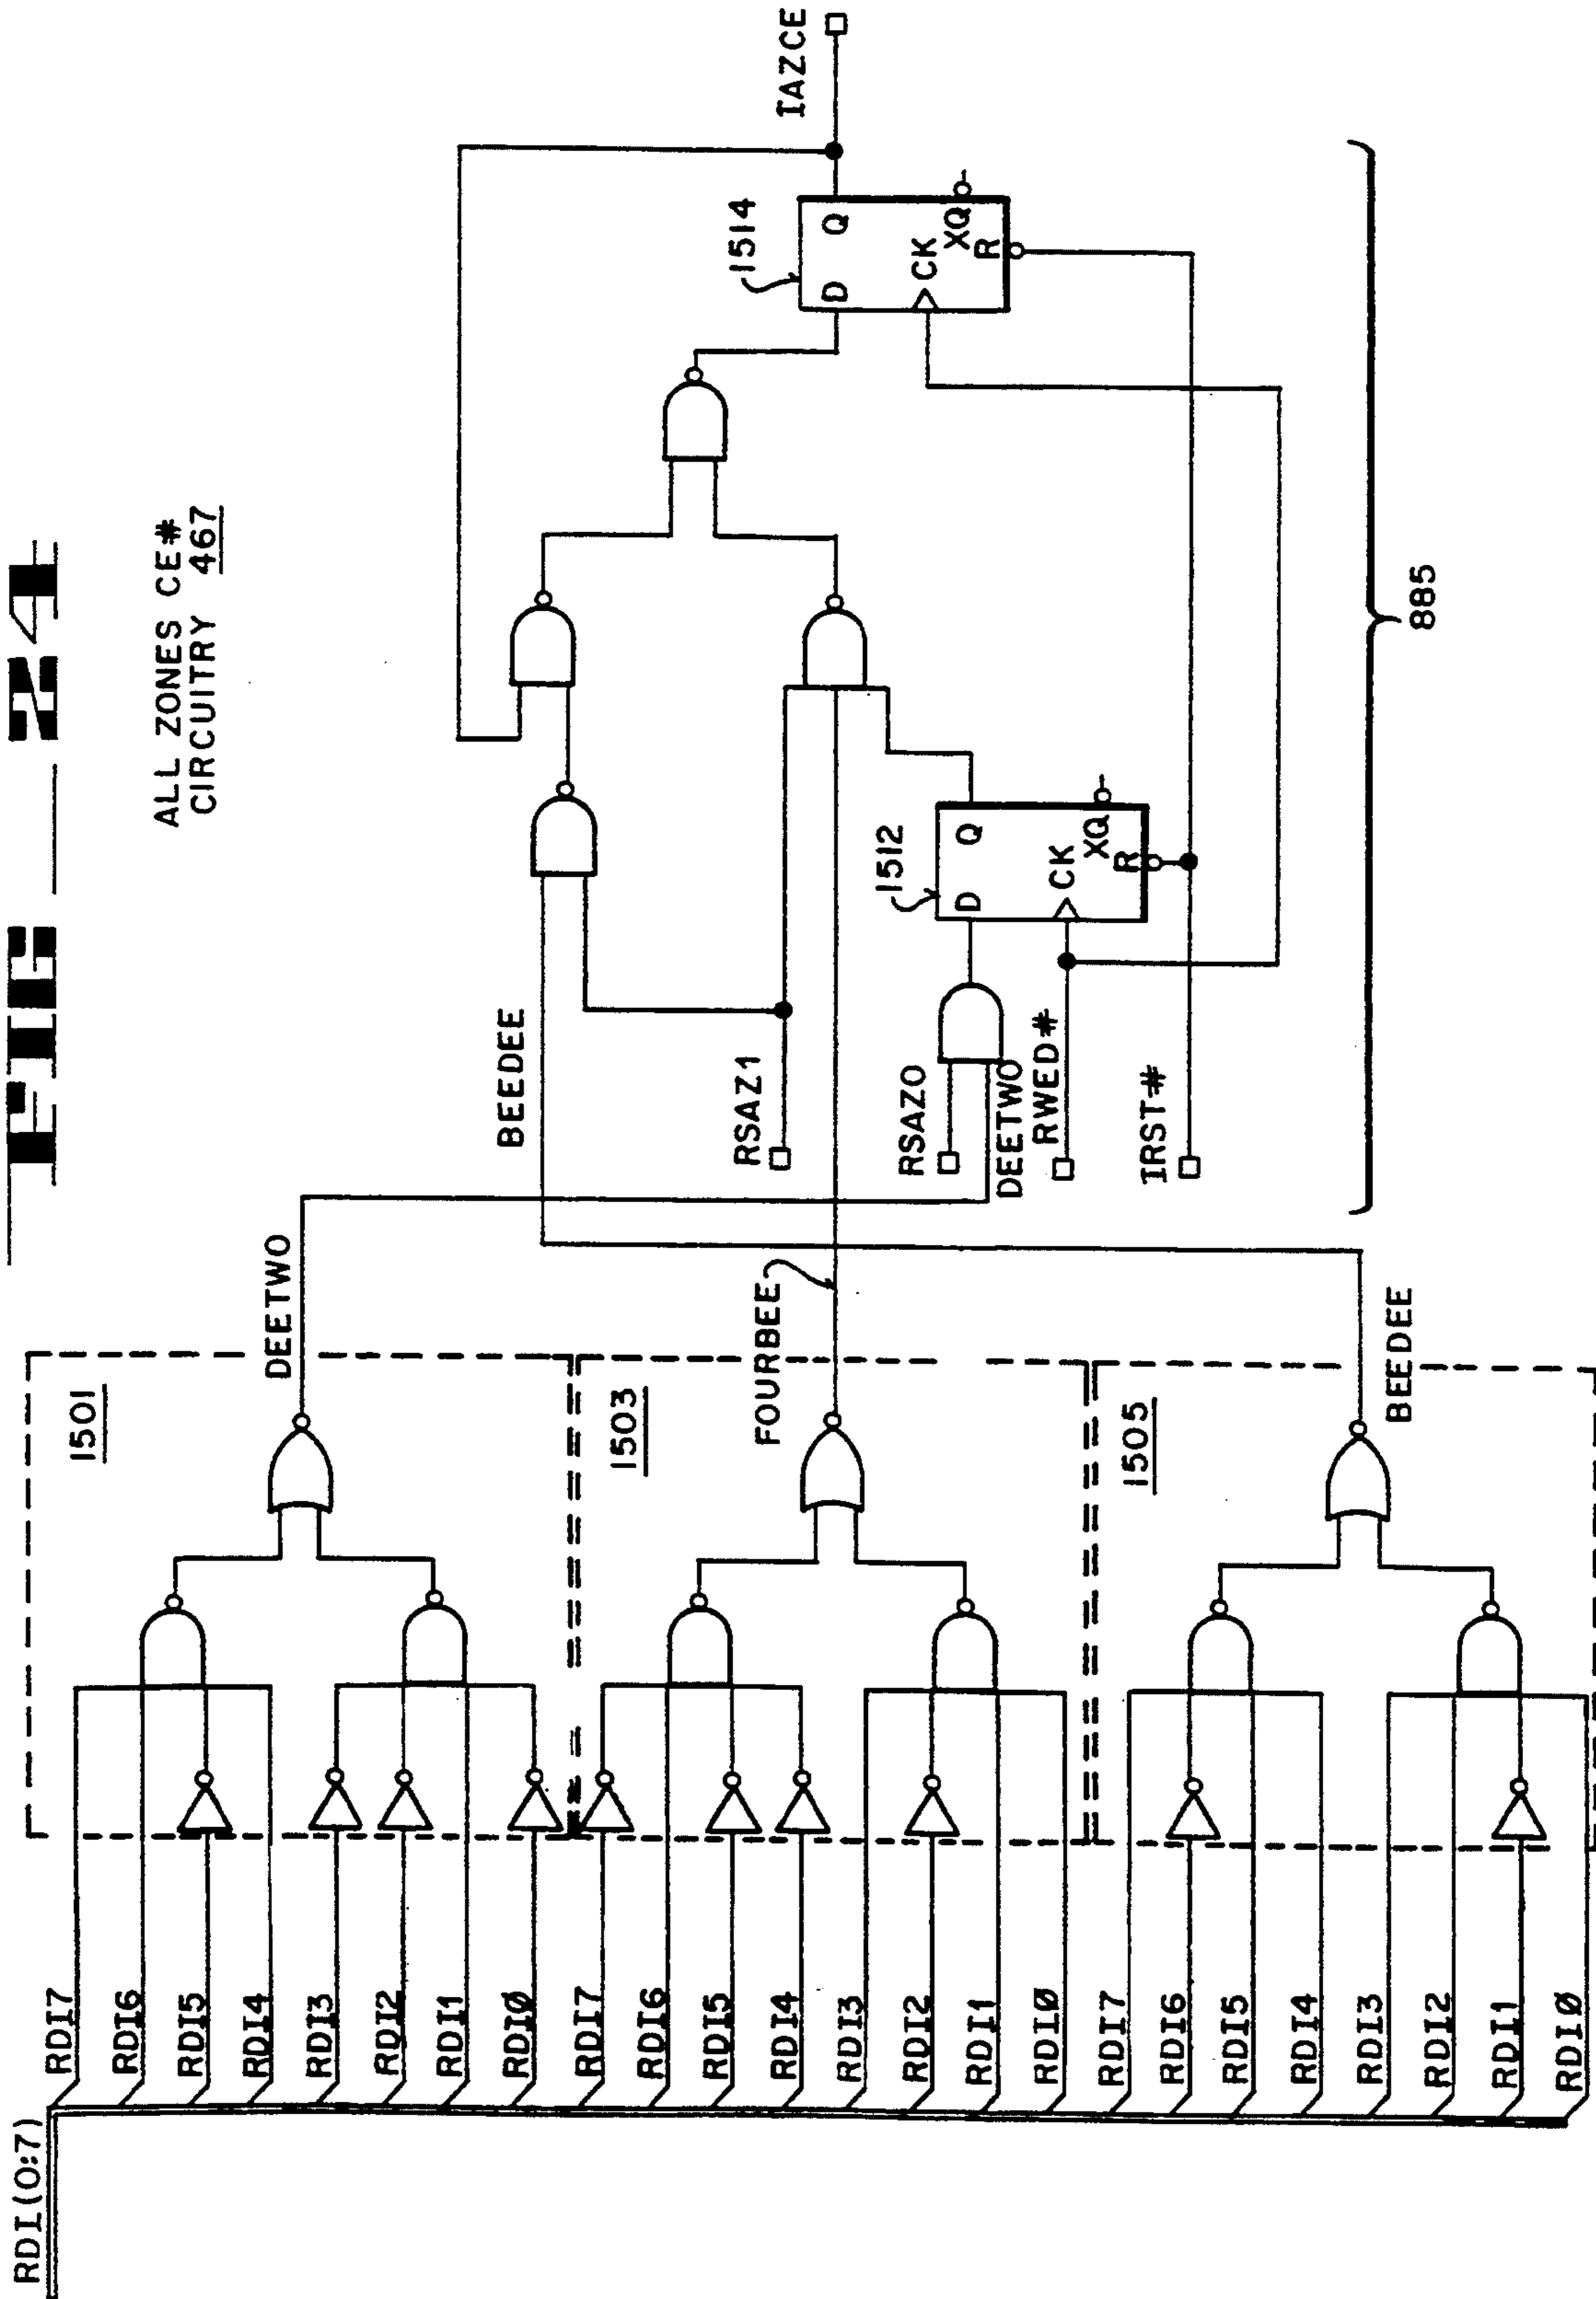 FIG 24
ALL ZONES CE#
CIRCUITRY 467
RDI(0:7)
RDI7
RDI6
RDI5
RDI4
RDI3
RDI2
RDI1
RDIØ
RDI7
RDI6
RDI5
RDI4
RDI3
RDI2
RDI1
RDIØ
RDI7
RDI6
RDI5
RDI4
RDI3
RDI2
RDI1
RDIØ
1501
DEETWO
1503
FOURBEE
1505
BEEDEE
BEEDEE
RSAZ1
RSAZ0
DEETWO
RWED#
IRST#
1512
D
Q
CK
XQ
R
1514
D
Q
CK
XQ
R
IAZCE
885